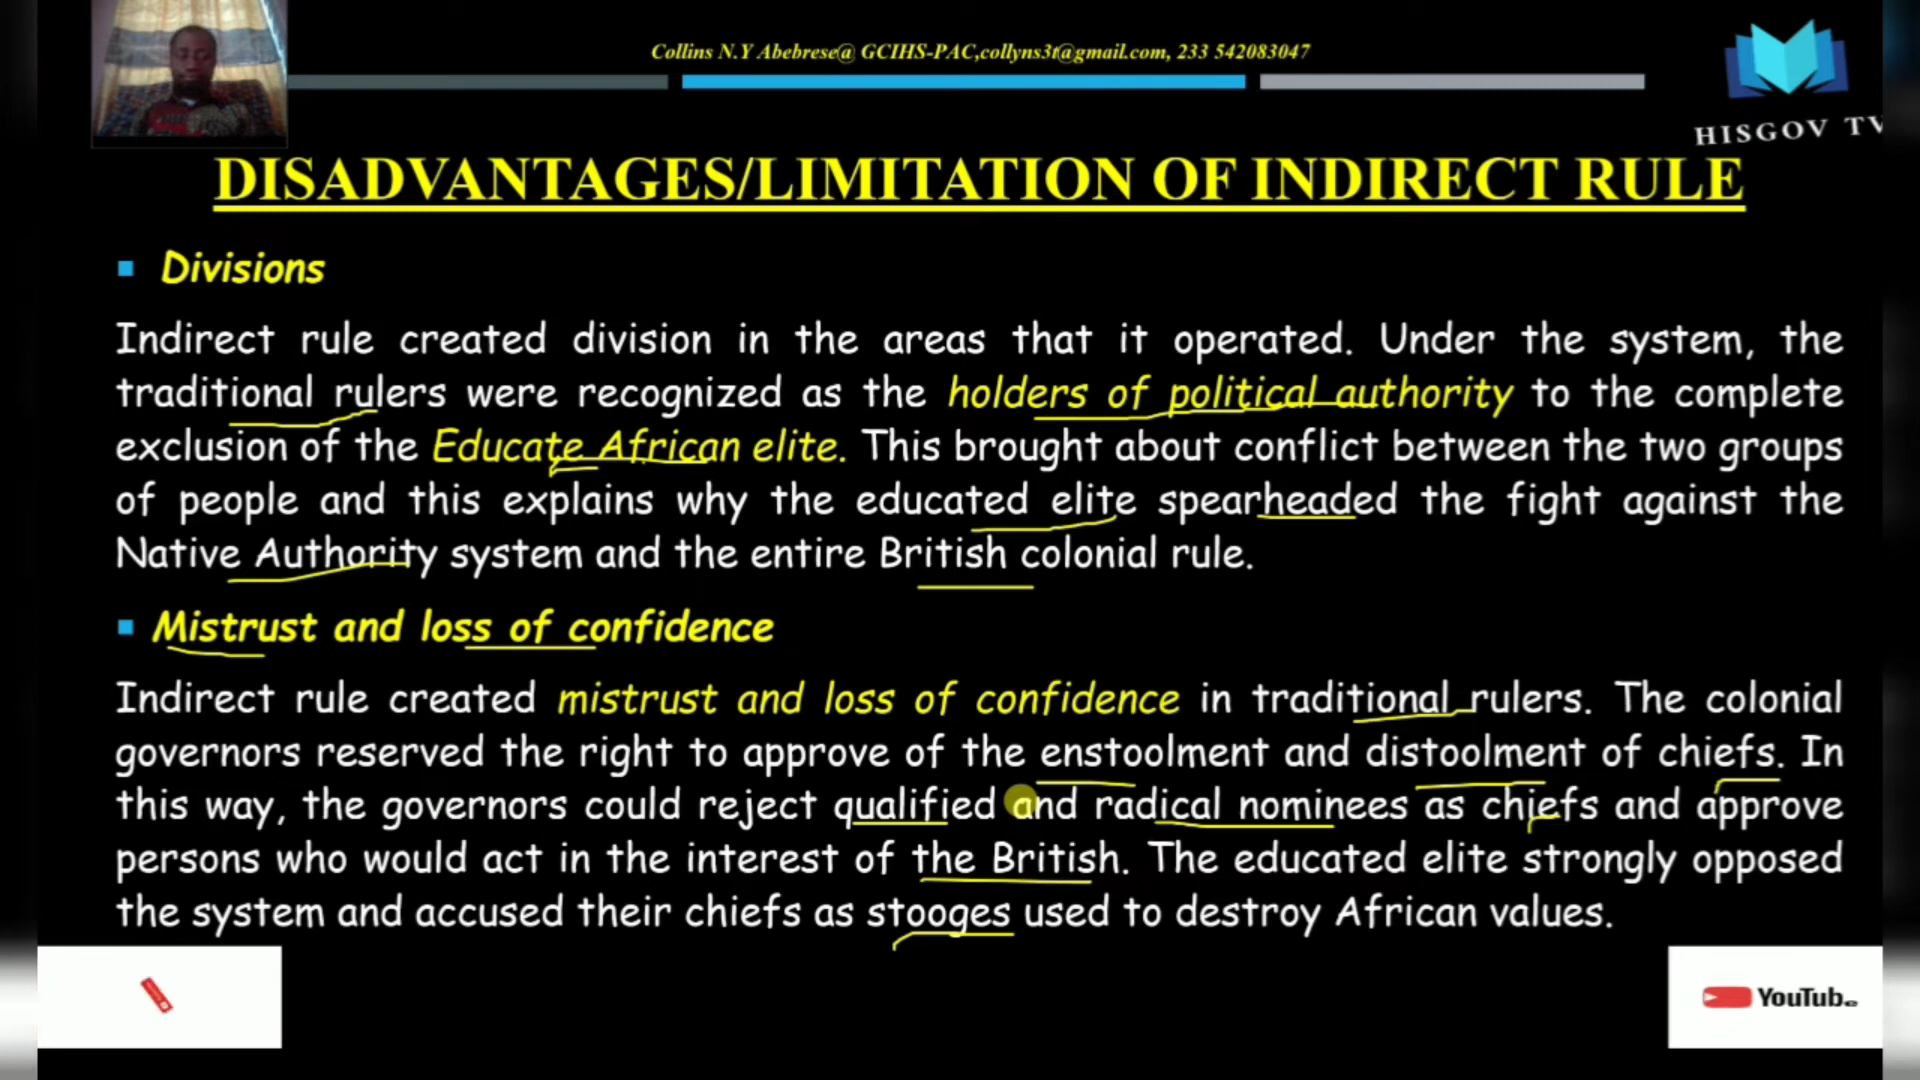 Collins N.Y Abebrese@ GCIHS-PAC,collyns3t@gmail.com, 233 542083047
HISGOV TV
DISADVANTAGES/LIMITATION OF INDIRECT RULE
Divisions
Indirect rule created division in the areas that it operated. Under the system, the
traditional rulers were recognized as the holders of political authority to the complete
exclusion of the Educate African elite. This brought about conflict between the two groups
of people and this explains why the educated elite spearheaded the fight against the
Native Authority system and the entire British colonial rule.
Mistrust and loss of confidence
Indirect rule created mistrust and loss of confidence in traditional rulers. The colonial
governors reserved the right to approve of the enstoolment and distoolment of chiefs. In
this way, the governors could reject qualified and radical nominees as chiefs and approve
persons who would act in the interest of the British. The educated elite strongly opposed
the system and accused their chiefs as stooges used to destroy African values.
YouTub